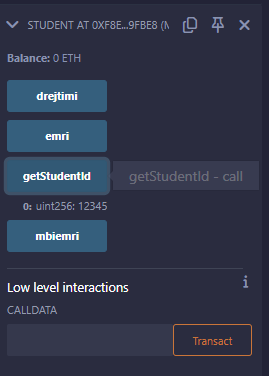 STUDENT AT 0XF8E...9FBE8 (M
Balance: 0 ETH
drejtimi
emri
getStudentId
getStudentId - call
0: uint256: 12345
mbiemri
Low level interactions
i
CALLDATA
Transact